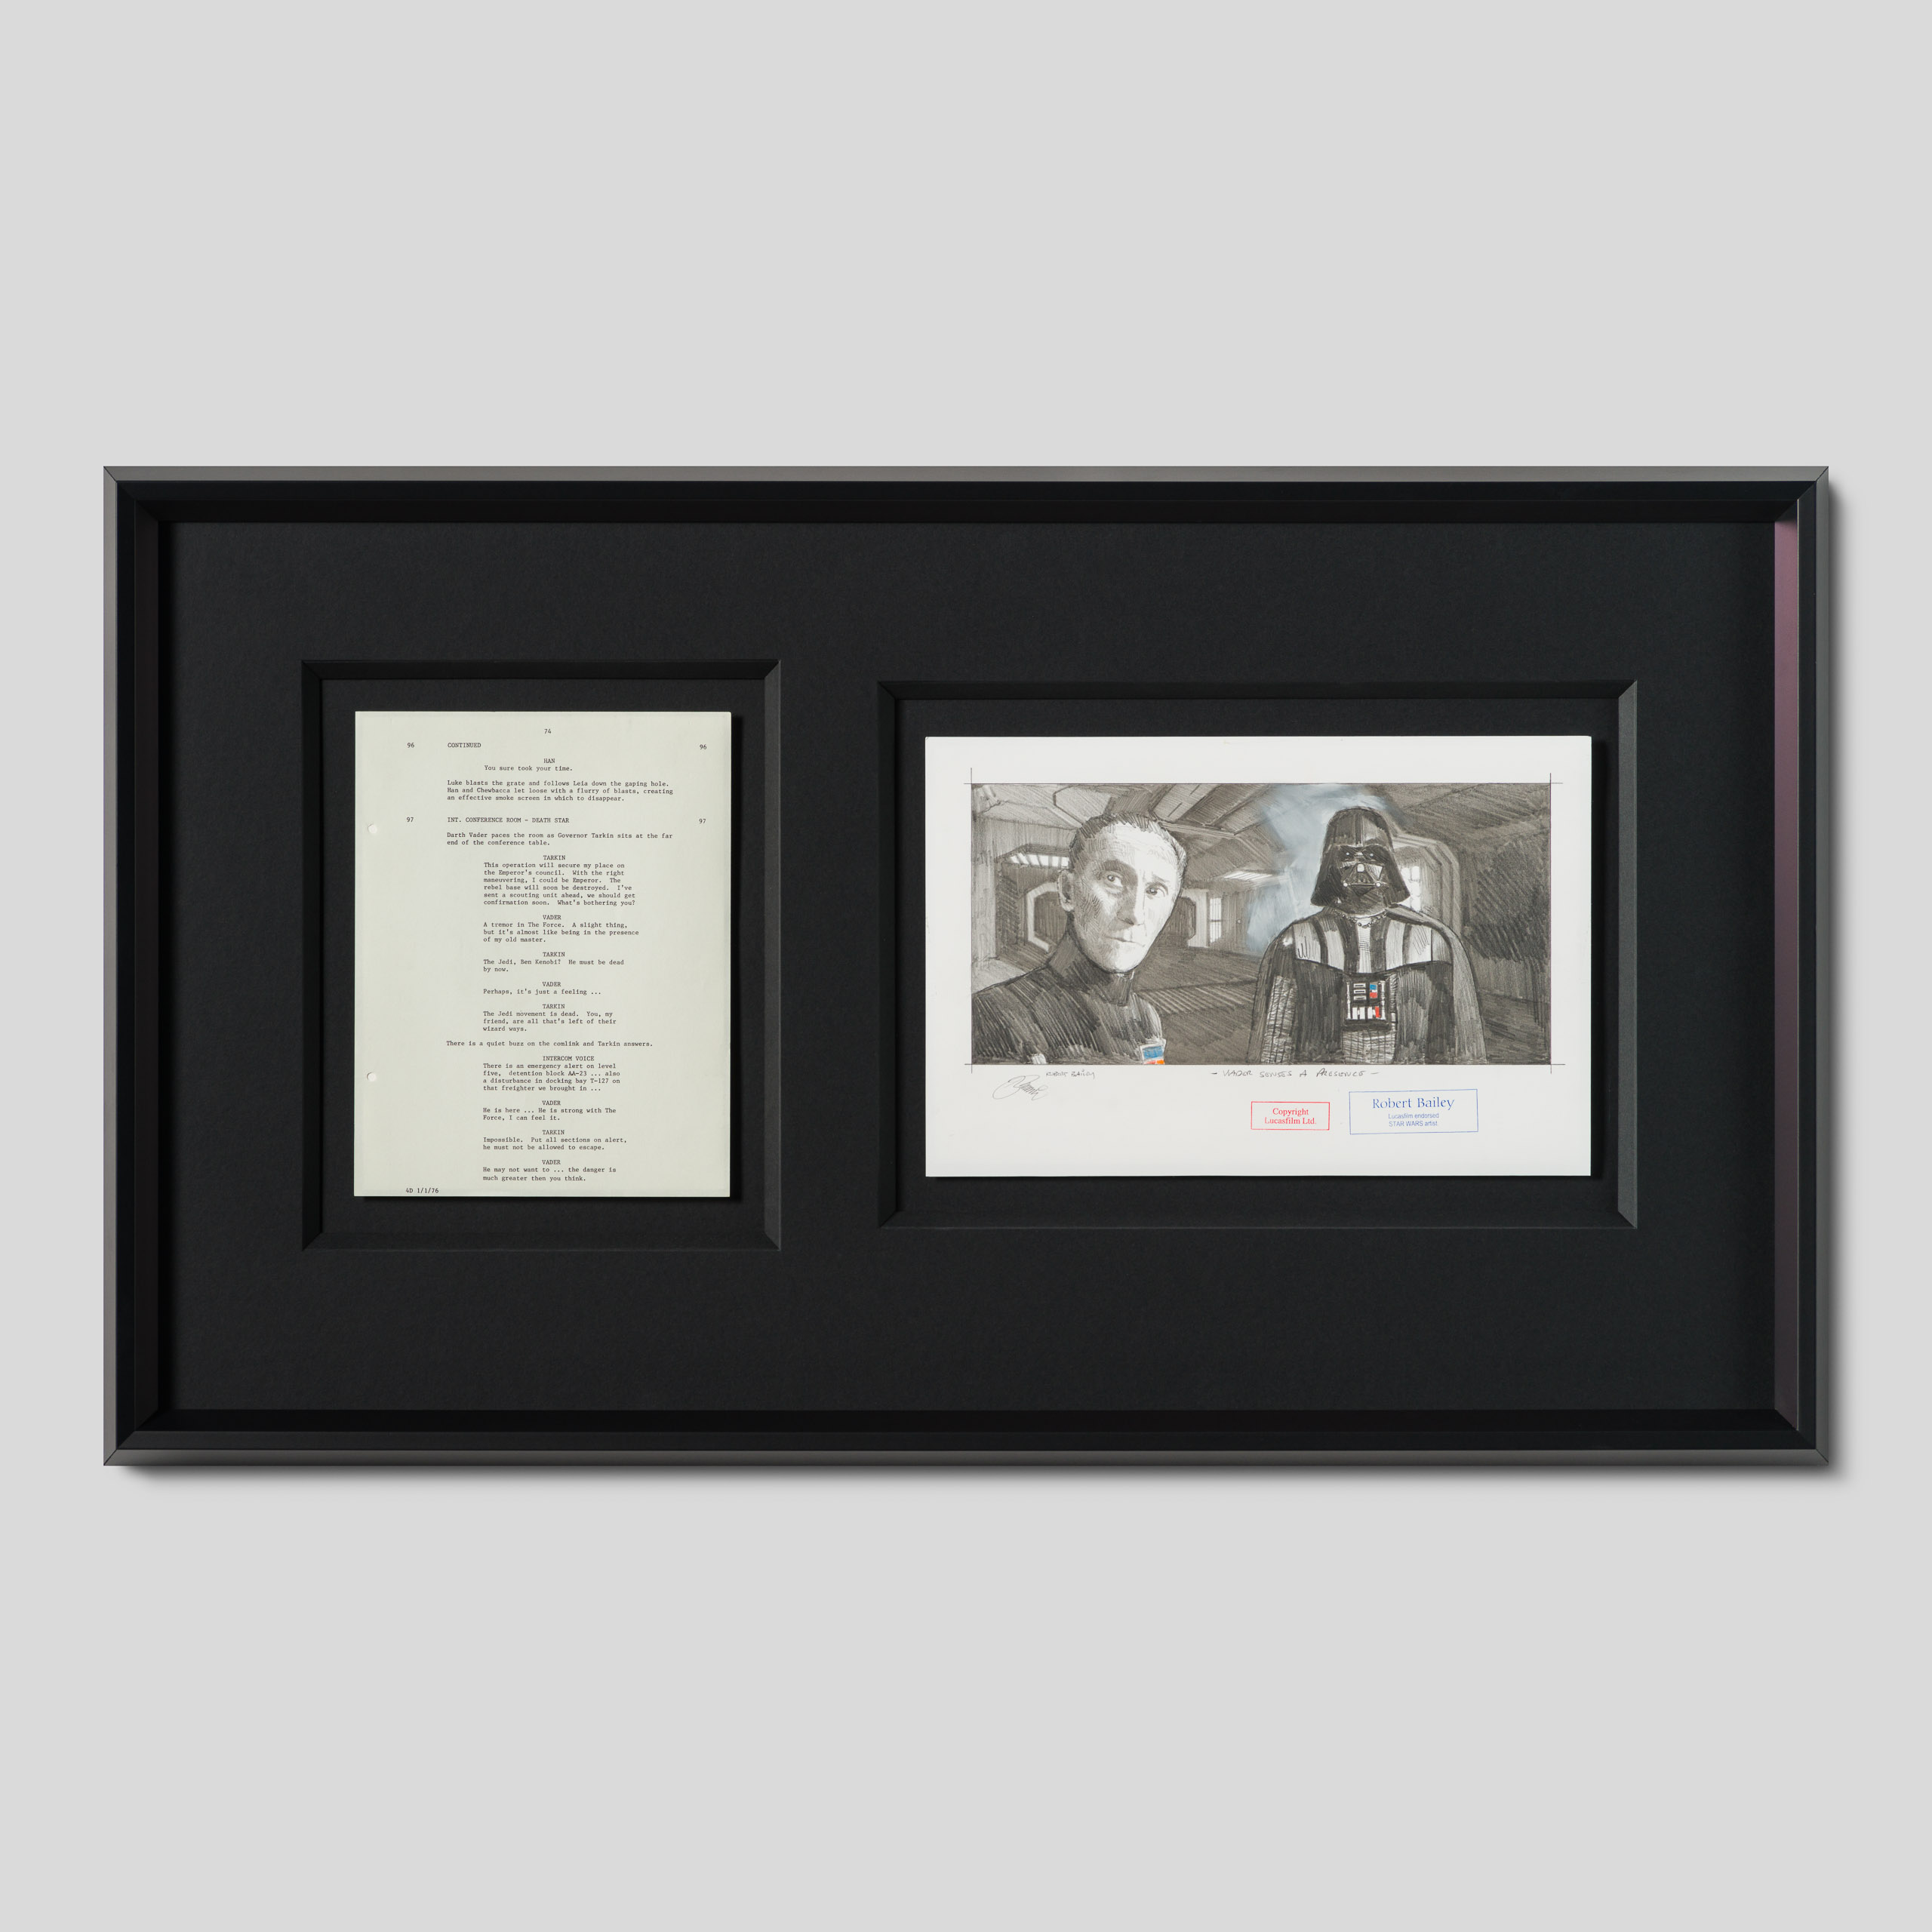 74
96 CONTINUED 96
HAN
You sure took your time.
Luke blasts the grate and follows Leia down the gaping hole.
Han and Chewbacca let loose with a flurry of blasts, creating
an effective smoke screen in which to disappear.
97 INT. CONFERENCE ROOM - DEATH STAR 97
Darth Vader paces the room as Governor Tarkin sits at the far
end of the conference table.
TARKIN
This operation will secure my place on
the Emperor's council. With the right
maneuvering, I could be Emperor. The
rebel base will soon be destroyed. I've
sent a scouting unit ahead, we should get
confirmation soon. What's bothering you?
VADER
A tremor in The Force. A slight thing,
but it's almost like being in the presence
of my old master.
TARKIN
The Jedi, Ben Kenobi? He must be dead
by now.
VADER
Perhaps, it's just a feeling ...
TARKIN
The Jedi movement is dead. You, my
friend, are all that's left of their
wizard ways.
There is a quiet buzz on the comlink and Tarkin answers.
INTERCOM VOICE
There is an emergency alert on level
five, detention block AA-23 ... also
a disturbance in docking bay T-127 on
that freighter we brought in ...
VADER
He is here ... He is strong with The
Force, I can feel it.
TARKIN
Impossible. Put all sections on alert,
he must not be allowed to escape.
VADER
He may not want to ... the danger is
much greater then you think.
4D 1/1/76
ROBERT BAILEY
- VADER SENSES A PRESENCE -
Copyright
Lucasfilm Ltd.
Robert Bailey
Lucasfilm endorsed
STAR WARS artist